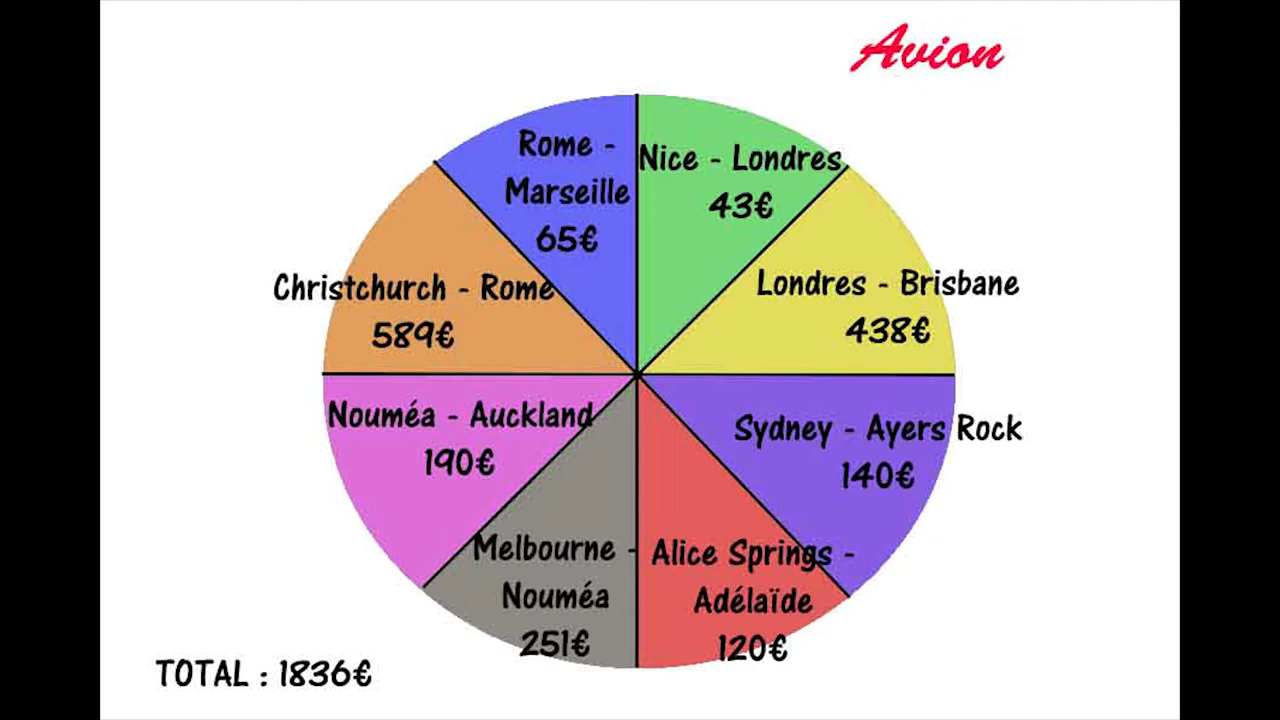 Avion
Nice - Londres
43€
Londres - Brisbane
438€
Sydney - Ayers Rock
140€
Alice Springs -
Adélaïde
120€
Melbourne -
Nouméa
251€
Nouméa - Auckland
190€
Christchurch - Rome
589€
Rome -
Marseille
65€
TOTAL : 1836€